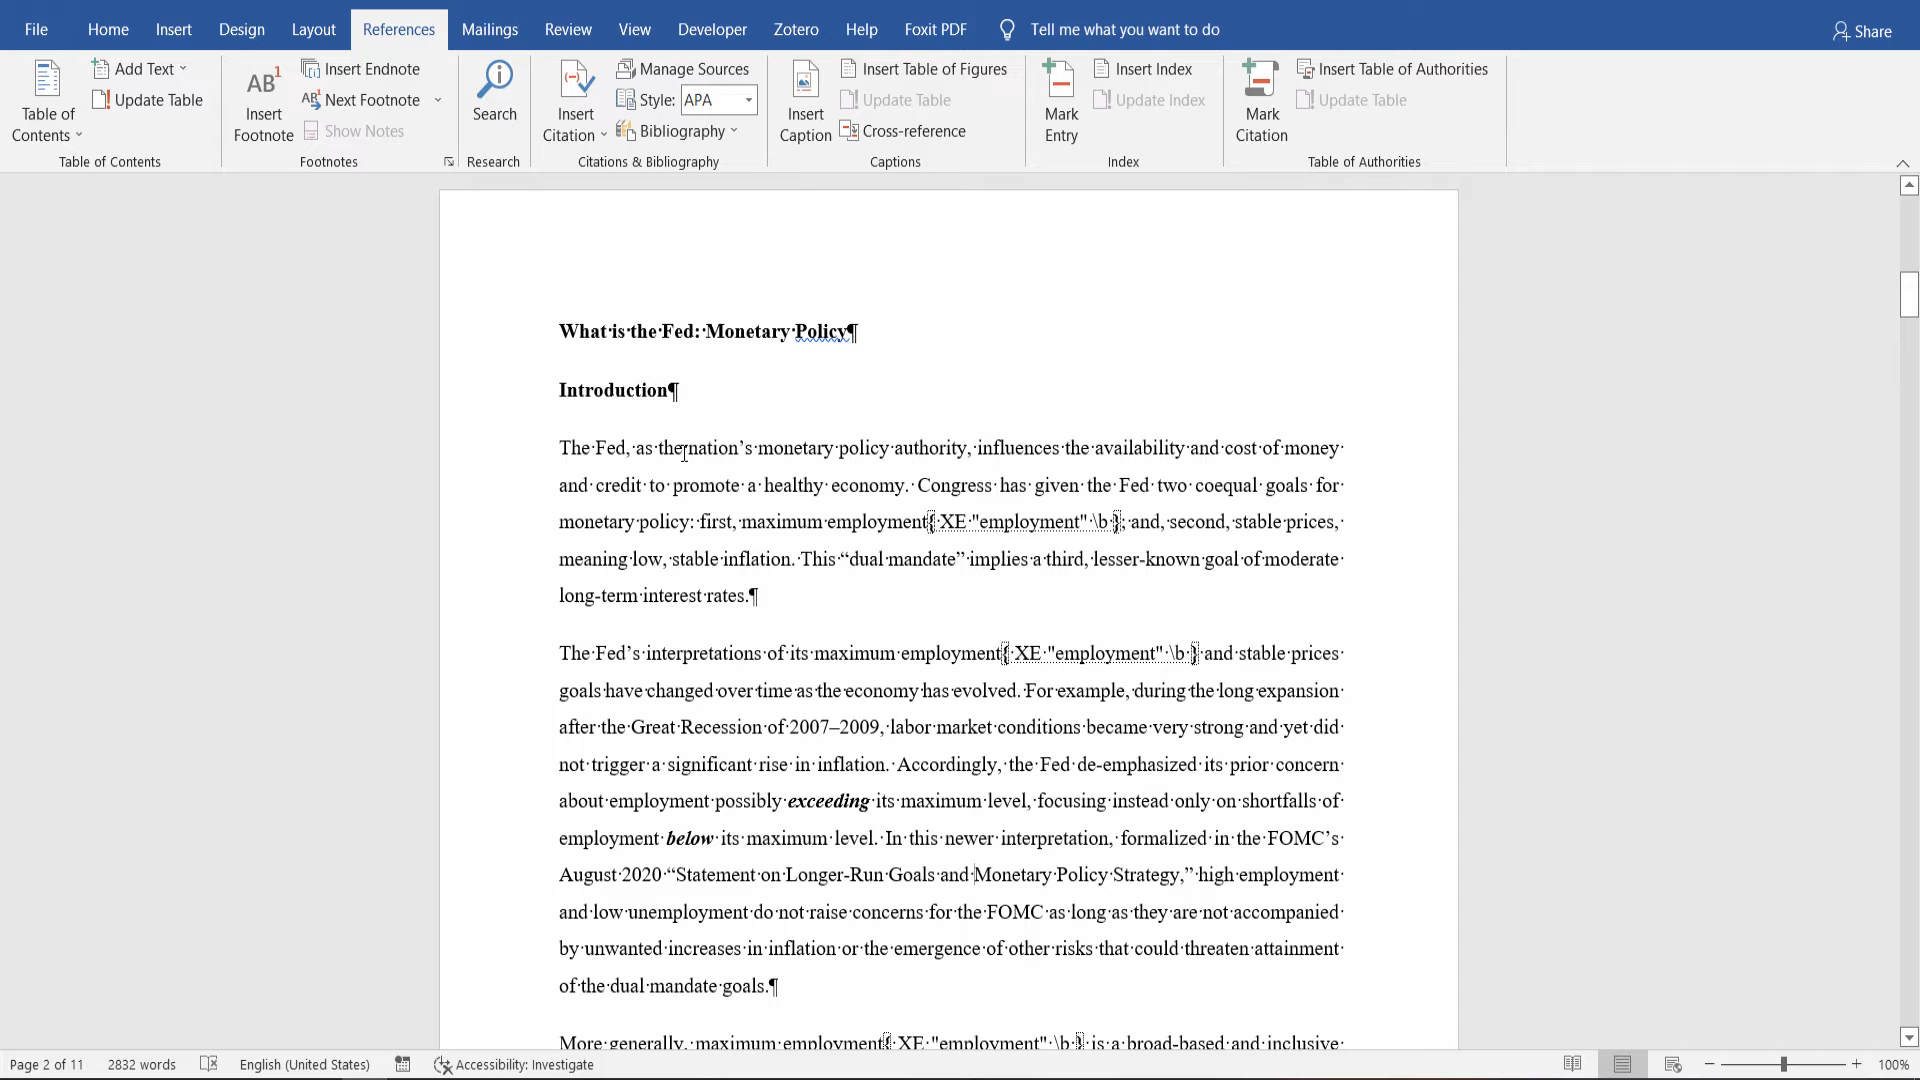 File Home Insert Design Layout References Mailings Review View Developer Zotero Help Foxit PDF Tell me what you want to do Share
Table of Contents
Add Text
Update Table
Table of Contents
AB1 Insert Footnote
Insert Endnote
Next Footnote
Show Notes
Footnotes
Search
Research
Insert Citation
Manage Sources
Style: APA
Bibliography
Citations & Bibliography
Insert Caption
Insert Table of Figures
Update Table
Cross-reference
Captions
Mark Entry
Insert Index
Update Index
Index
Mark Citation
Insert Table of Authorities
Update Table
Table of Authorities
What·is·the·Fed:·Monetary·Policy¶
Introduction¶
The·Fed,·as·the·nation’s·monetary·policy·authority,·influences·the·availability·and·cost·of·money·
and·credit·to·promote·a·healthy·economy.·Congress·has·given·the·Fed·two·coequal·goals·for·
monetary·policy:·first,·maximum·employment{·XE·"employment"·\b·};·and,·second,·stable·prices,·
meaning·low,·stable·inflation.·This·“dual·mandate”·implies·a·third,·lesser-known·goal·of·moderate·
long-term·interest·rates.¶
The·Fed’s·interpretations·of·its·maximum·employment{·XE·"employment"·\b·}·and·stable·prices·
goals·have·changed·over·time·as·the·economy·has·evolved.·For·example,·during·the·long·expansion·
after·the·Great·Recession·of·2007–2009,·labor·market·conditions·became·very·strong·and·yet·did·
not·trigger·a·significant·rise·in·inflation.·Accordingly,·the·Fed·de-emphasized·its·prior·concern·
about·employment·possibly·exceeding·its·maximum·level,·focusing·instead·only·on·shortfalls·of·
employment·below·its·maximum·level.·In·this·newer·interpretation,·formalized·in·the·FOMC’s·
August·2020·“Statement·on·Longer-Run·Goals·and·Monetary·Policy·Strategy,”·high·employment·
and·low·unemployment·do·not·raise·concerns·for·the·FOMC·as·long·as·they·are·not·accompanied·
by·unwanted·increases·in·inflation·or·the·emergence·of·other·risks·that·could·threaten·attainment·
of·the·dual·mandate·goals.¶
More·generally,·maximum·employment{·XE·"employment"·\b·}·is·a·broad-based·and·inclusive·
Page 2 of 11 2832 words English (United States) Accessibility: Investigate 100%